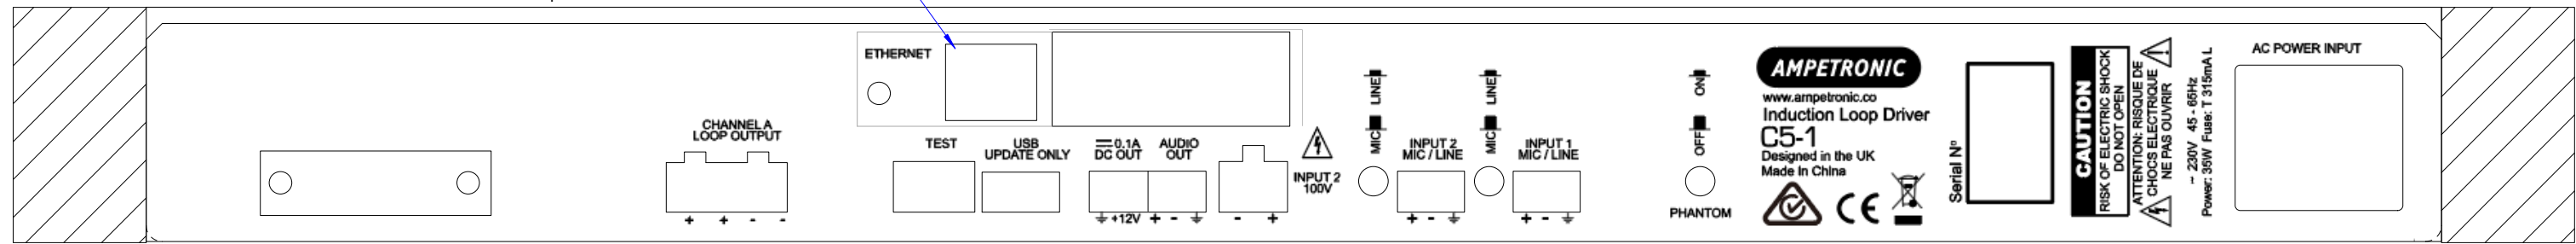 ETHERNET
CHANNEL A
LOOP OUTPUT
+ + - -
TEST
USB
UPDATE ONLY
0.1A
DC OUT
+12V
AUDIO
OUT
+ -
- +
INPUT 2
100V
LINE
MIC
INPUT 2
MIC / LINE
+ -
LINE
MIC
INPUT 1
MIC / LINE
+ -
ON
OFF
PHANTOM
AMPETRONIC
www.ampetronic.co
Induction Loop Driver
C5-1
Designed in the UK
Made In China
CE
Serial Nº
CAUTION
RISK OF ELECTRIC SHOCK
DO NOT OPEN
ATTENTION: RISQUE DE
CHOCS ELECTRIQUE
NE PAS OUVRIR
~ 230V 45 - 65Hz
Power: 35W Fuse: T 315mA L
AC POWER INPUT